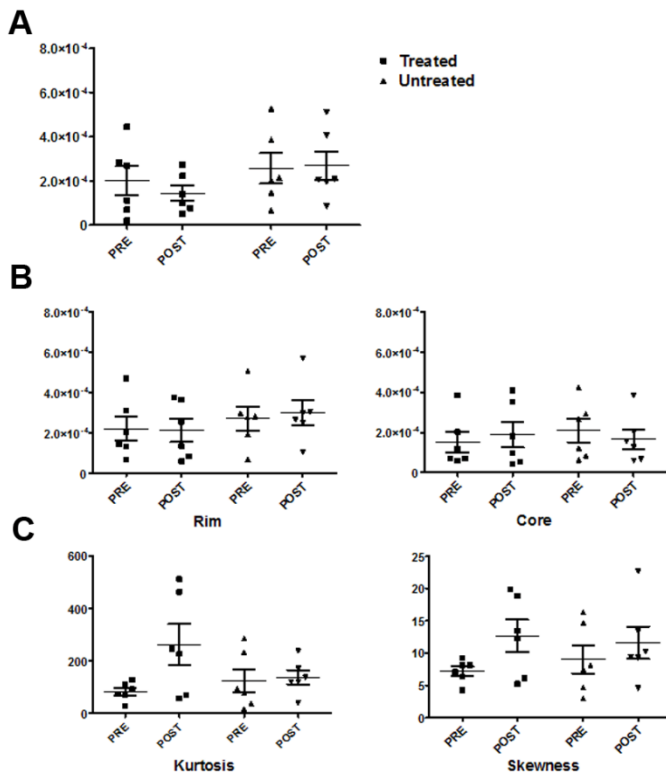 A
8.0×10⁻⁴
6.0×10⁻⁴
4.0×10⁻⁴
2.0×10⁻⁴
0
PRE
POST
PRE
POST
Treated
Untreated
B
8.0×10⁻⁴
6.0×10⁻⁴
4.0×10⁻⁴
2.0×10⁻⁴
0
PRE
POST
PRE
POST
Rim
8.0×10⁻⁴
6.0×10⁻⁴
4.0×10⁻⁴
2.0×10⁻⁴
0
PRE
POST
PRE
POST
Core
C
600
400
200
0
PRE
POST
PRE
POST
Kurtosis
25
20
15
10
5
0
PRE
POST
PRE
POST
Skewness